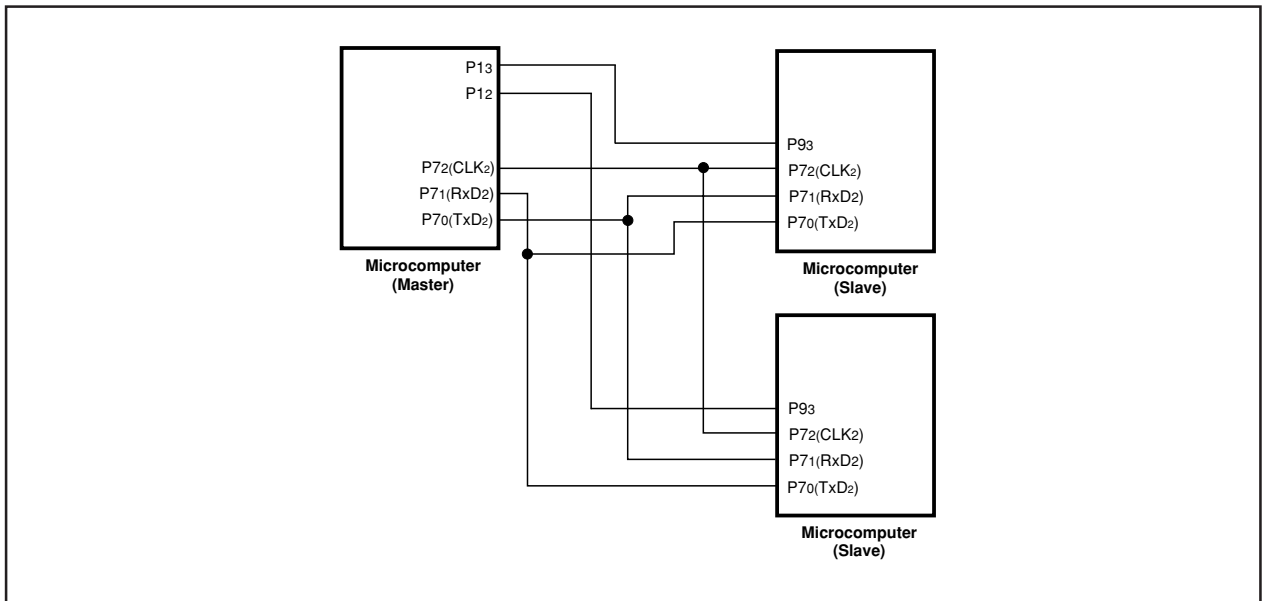 P13
P12
P72(CLK2)
P71(RxD2)
P70(TxD2)
Microcomputer
(Master)
P93
P72(CLK2)
P71(RxD2)
P70(TxD2)
Microcomputer
(Slave)
P93
P72(CLK2)
P71(RxD2)
P70(TxD2)
Microcomputer
(Slave)